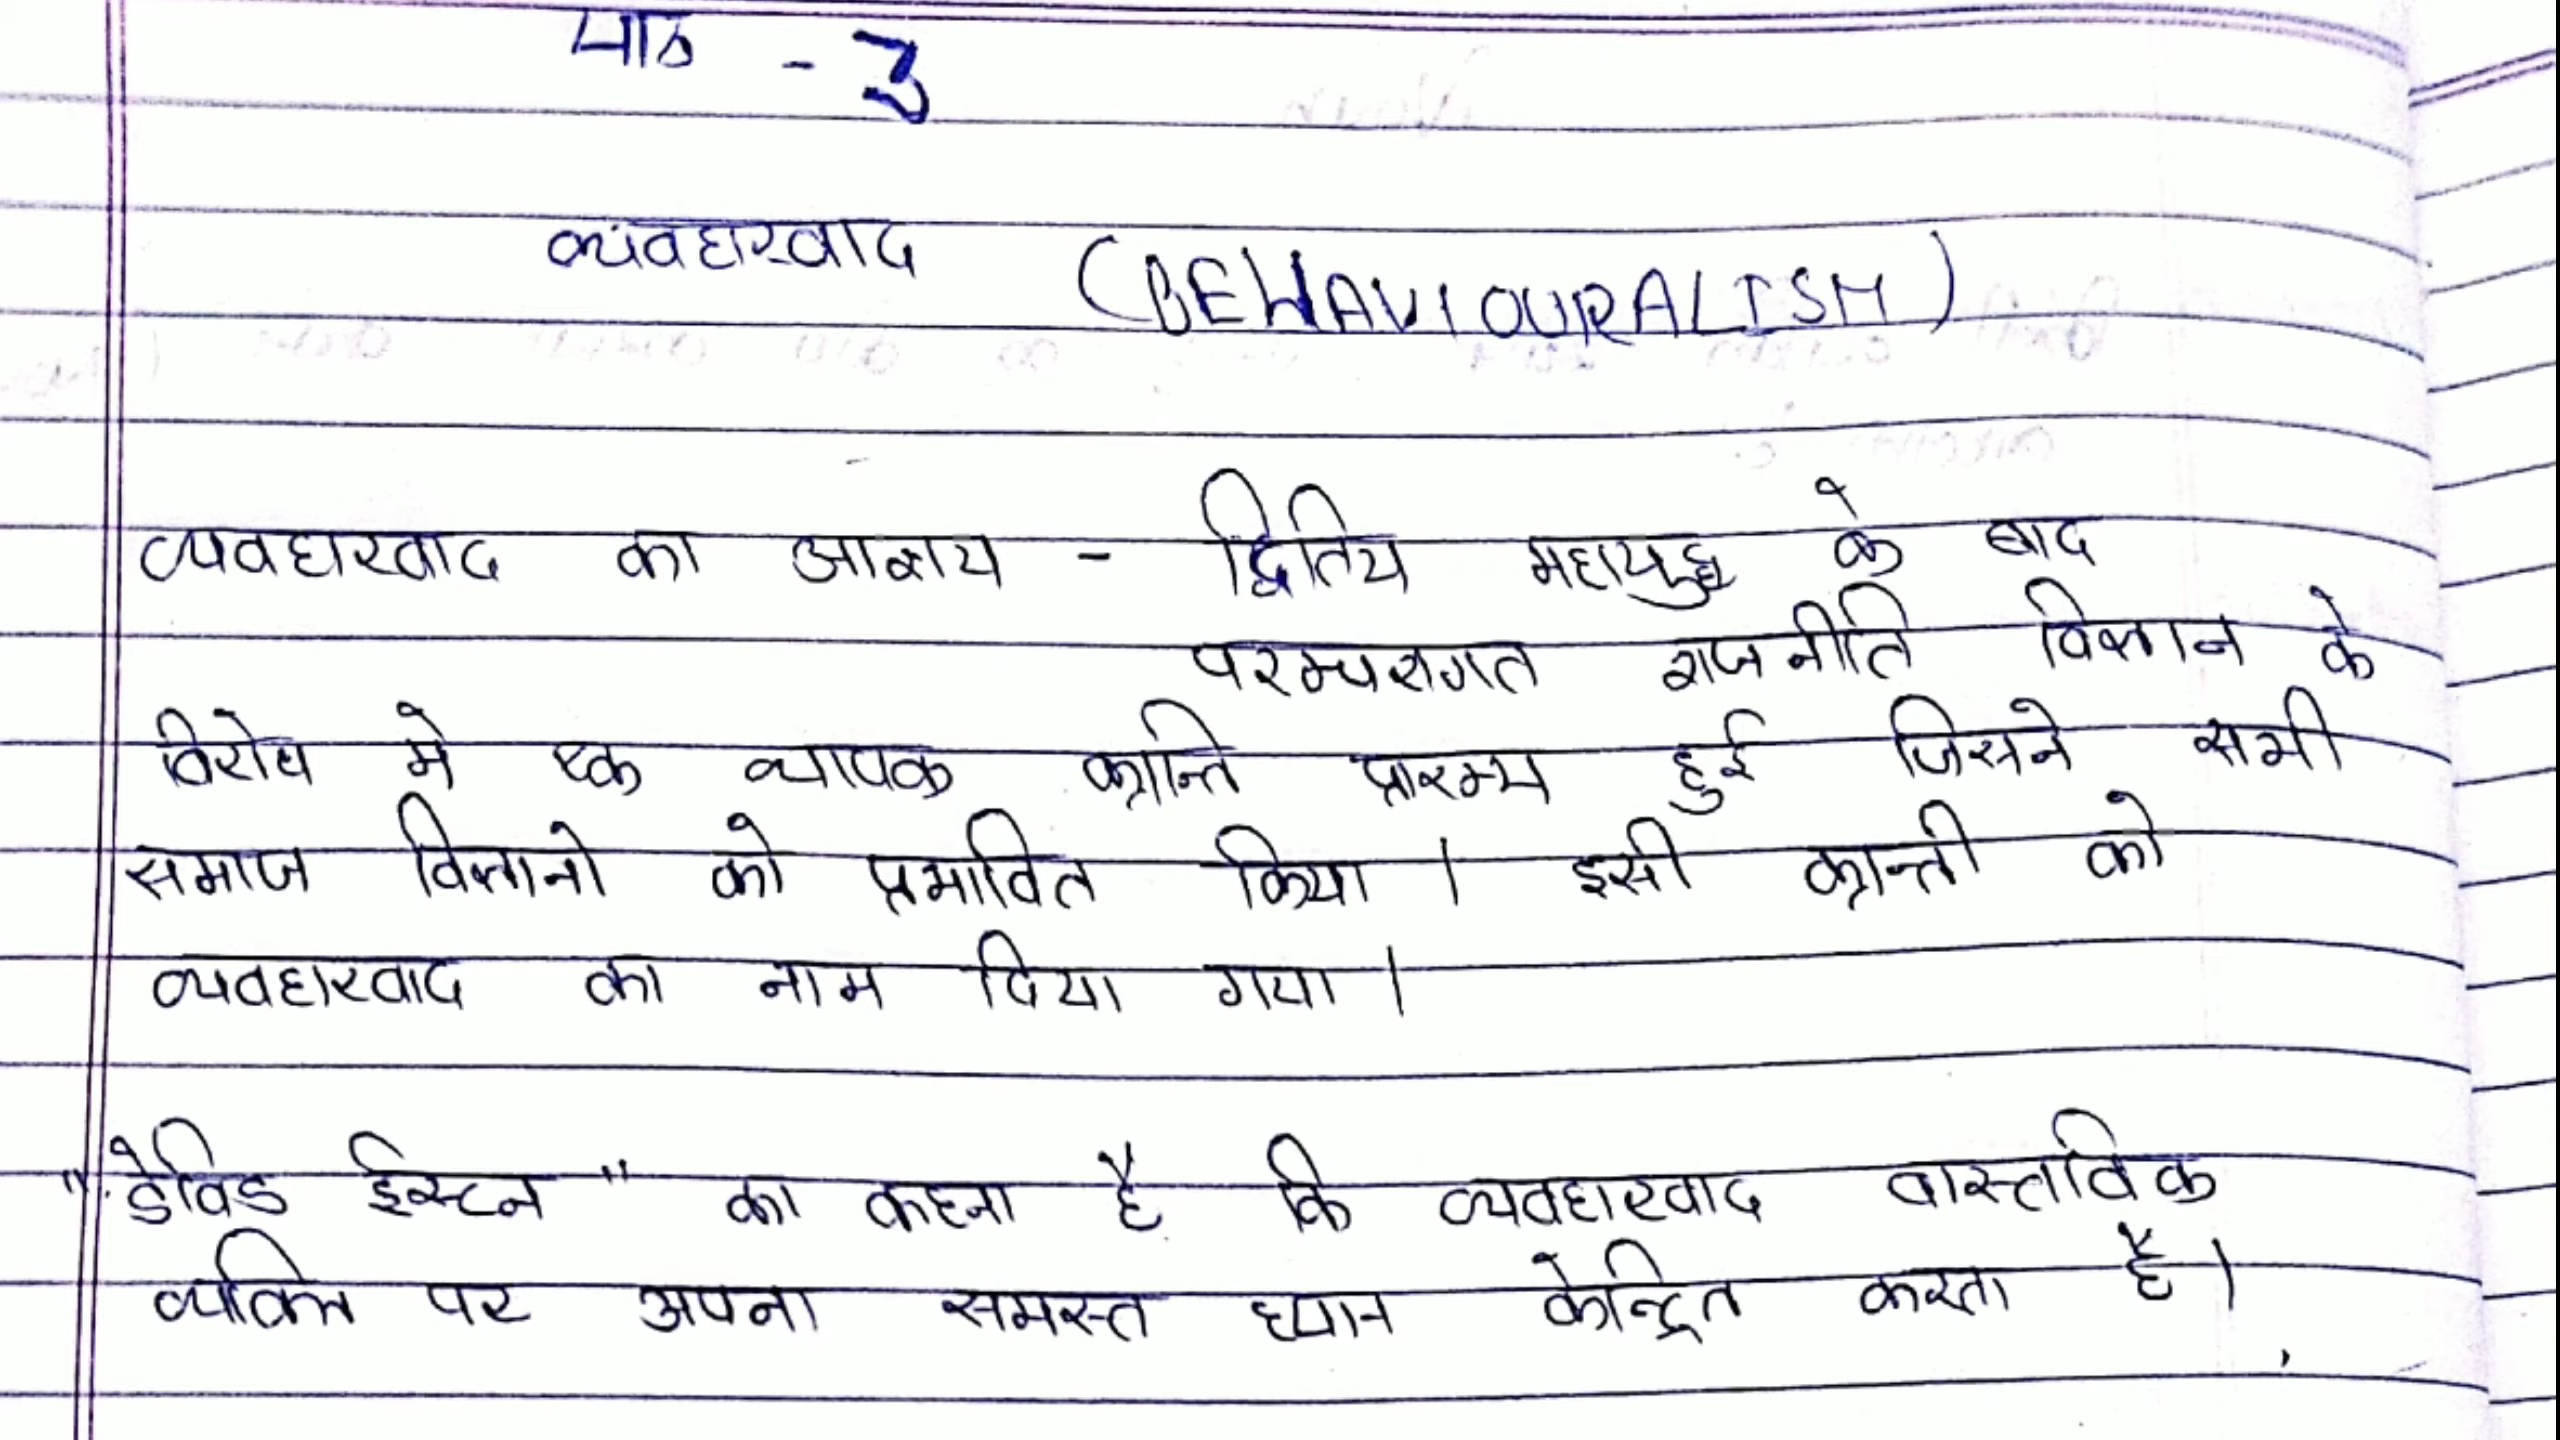 पाठ - 3
व्यवहारवाद (BEHAVIOURALISM)
व्यवहारवाद का आशय - द्वितिय महायुद्ध के बाद
परम्परागत राजनीति विज्ञान के
विरोध मे एक व्यापक क्रान्ति प्रारम्भ हुई जिसने सभी
समाज विज्ञानो को प्रभावित किया । इसी क्रान्ती को
व्यवहारवाद का नाम दिया गया ।
"डेविड ईस्टन" का कहना है कि व्यवहारवाद वास्तविक
व्यक्ति पर अपना समस्त ध्यान केन्द्रित करता है ।